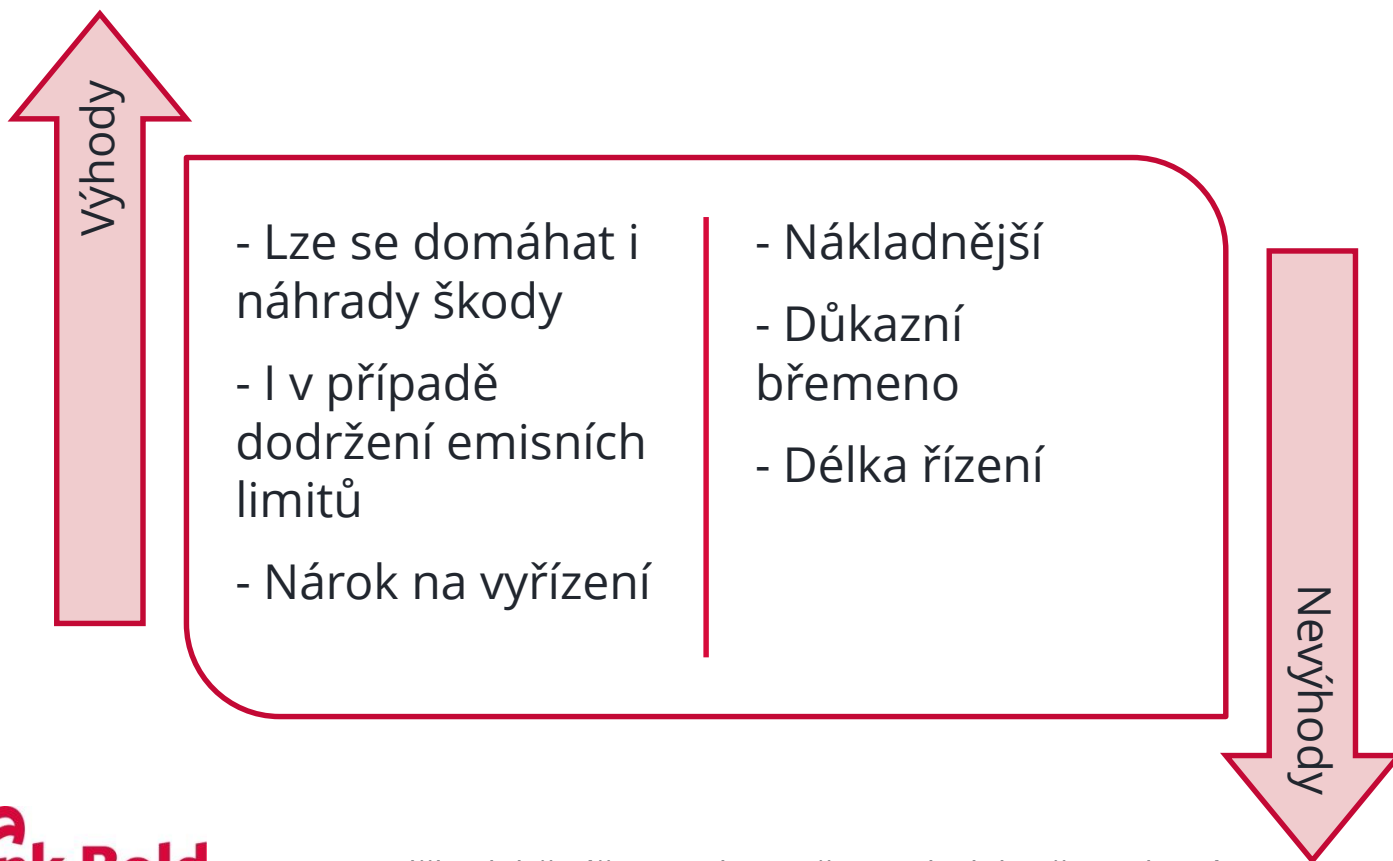 Výhody
- Lze se domáhat i
náhrady škody
- I v případě
dodržení emisních
limitů
- Nárok na vyřízení
- Nákladnější
- Důkazní
břemeno
- Délka řízení
Nevýhody
Bold